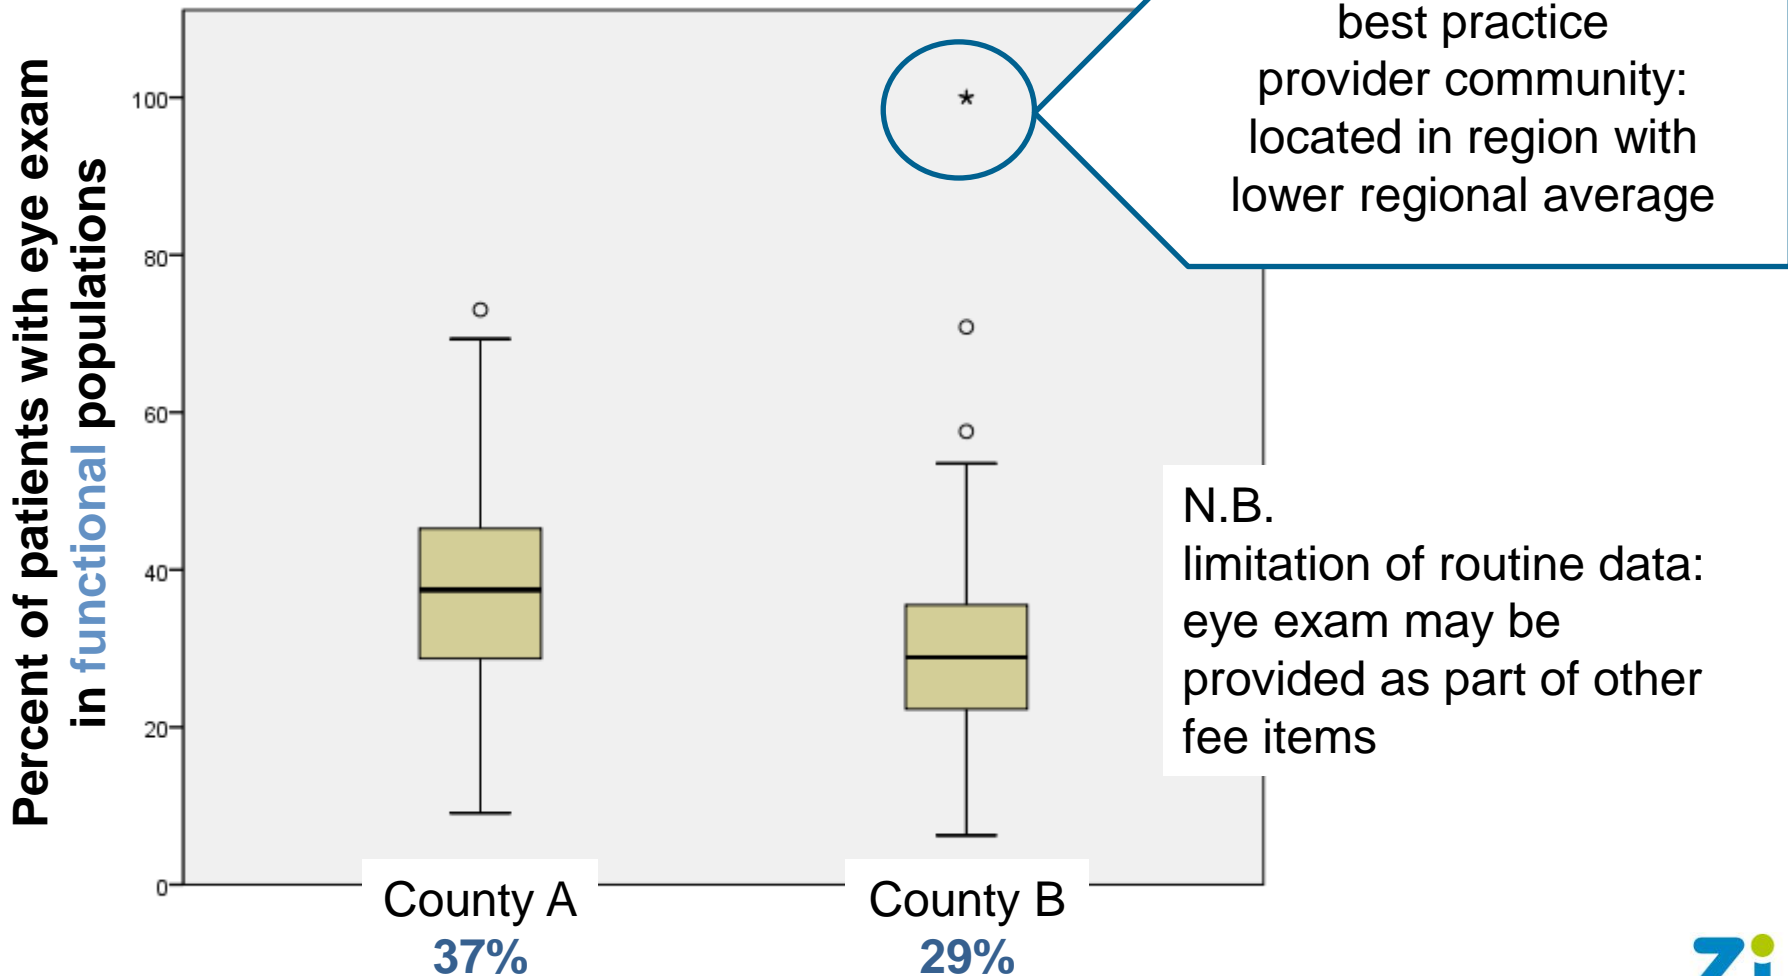 Percent of patients with eye exam
in functional populations
100
80
60
40
20
0
best practice
provider community:
located in region with
lower regional average
N.B.
limitation of routine data:
eye exam may be
provided as part of other
fee items
County A
37%
County B
29%
zi